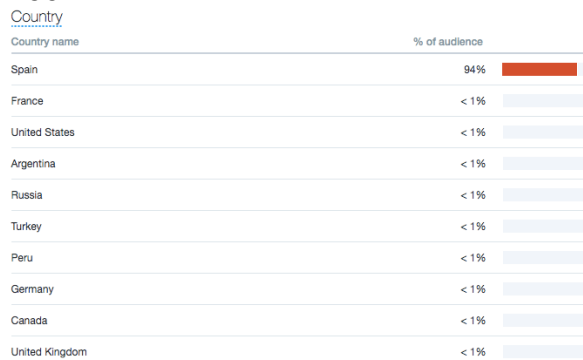 Country
Country name % of audience
Spain 94%
France < 1%
United States < 1%
Argentina < 1%
Russia < 1%
Turkey < 1%
Peru < 1%
Germany < 1%
Canada < 1%
United Kingdom < 1%